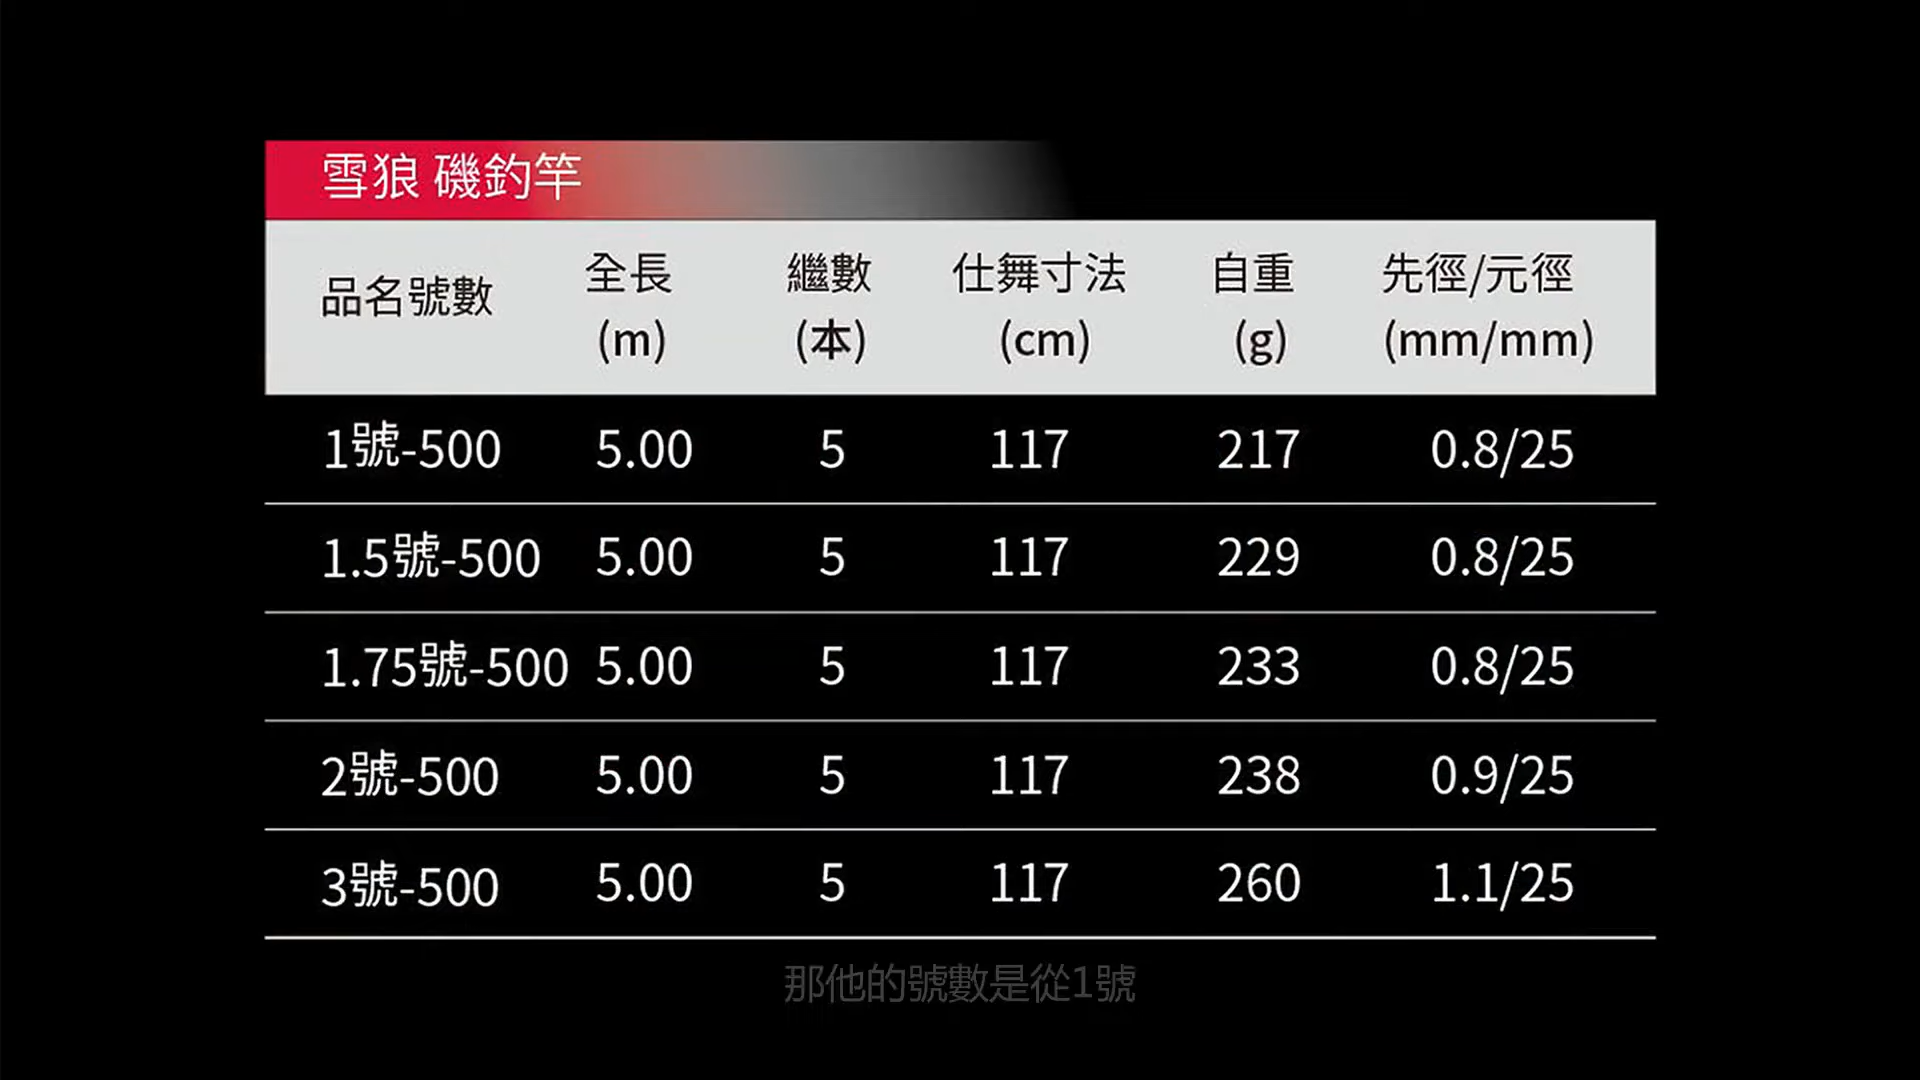 雪狼 磯釣竿
品名號數 全長 (m) 繼數 (本) 仕舞寸法 (cm) 自重 (g) 先徑/元徑 (mm/mm)
1號-500 5.00 5 117 217 0.8/25
1.5號-500 5.00 5 117 229 0.8/25
1.75號-500 5.00 5 117 233 0.8/25
2號-500 5.00 5 117 238 0.9/25
3號-500 5.00 5 117 260 1.1/25
那他的號數是從1號